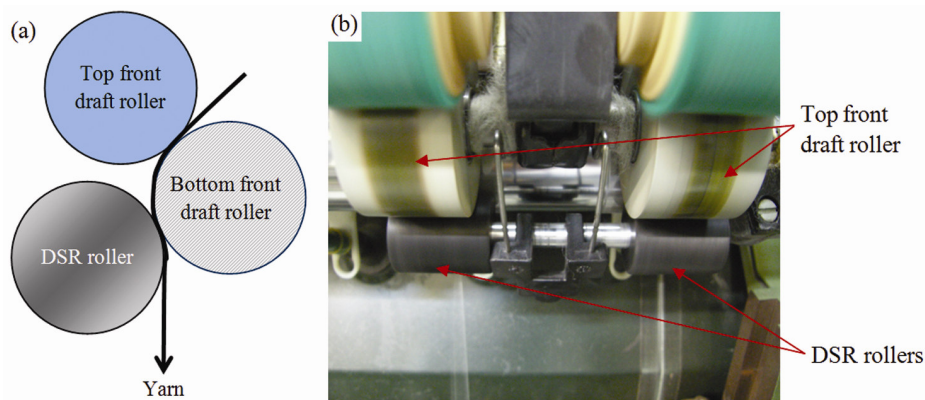 (a)
Top front
draft roller
Bottom front
draft roller
DSR roller
Yarn
(b)
Top front
draft roller
DSR rollers